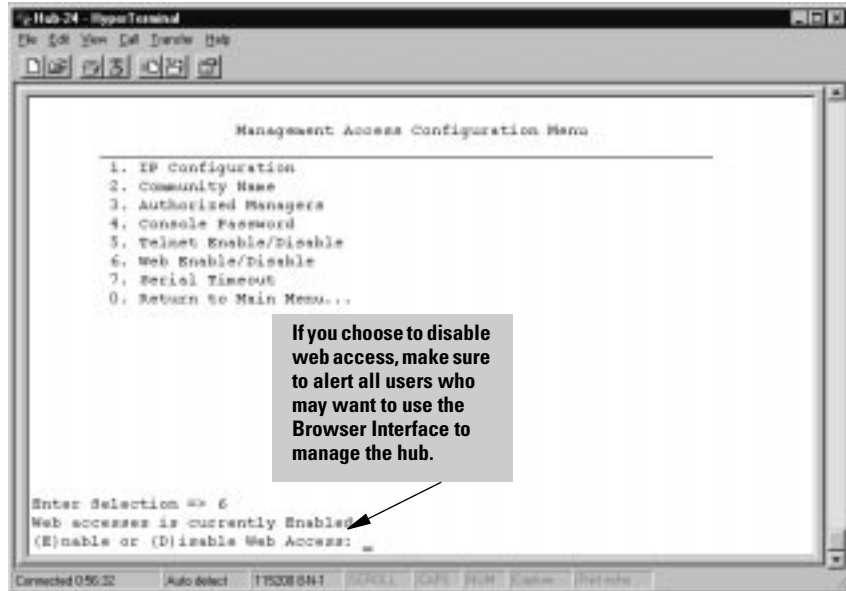 Hub-24 - HyperTerminal
File Edit View Call Transfer Help
Management Access Configuration Menu
1. IP Configuration
2. Community Name
3. Authorized Managers
4. Console Password
5. Telnet Enable/Disable
6. Web Enable/Disable
7. Serial Timeout
0. Return to Main Menu...
If you choose to disable
web access, make sure
to alert all users who
may want to use the
Browser Interface to
manage the hub.
Enter Selection => 6
Web accesses is currently Enabled
(E)nable or (D)isable Web Access: _
Connected 0:56:32 Auto detect 115200 8-N-1 SCROLL CAPS NUM Capture Print echo